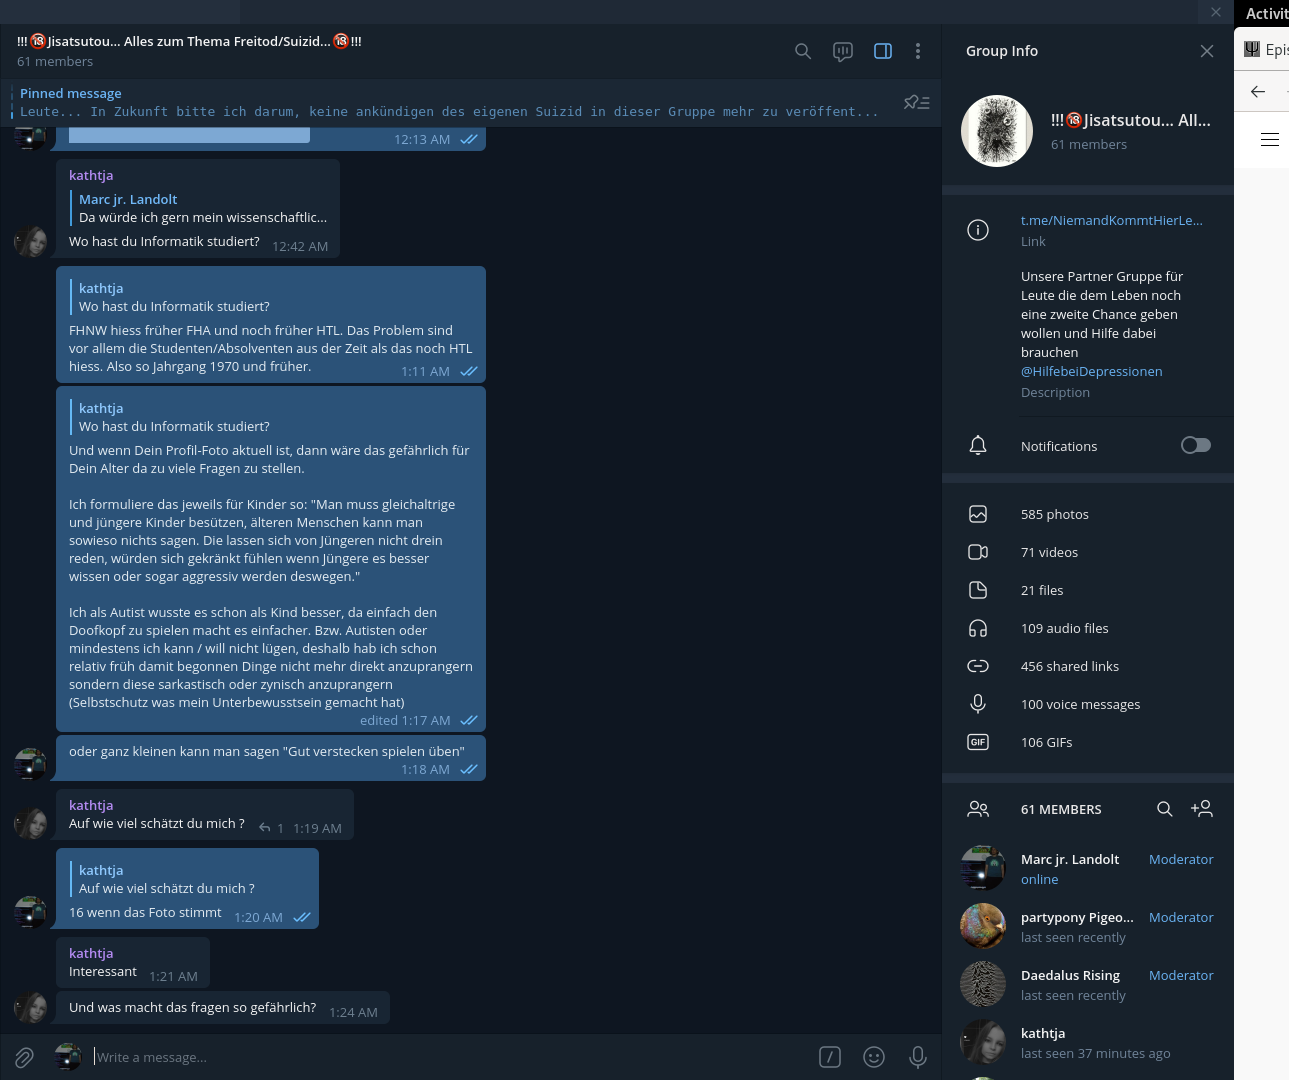 Activit
!!!🔞Jisatsutou... Alles zum Thema Freitod/Suizid...🔞!!!
61 members
Group Info
Epis
Pinned message
Leute... In Zukunft bitte ich darum, keine ankündigen des eigenen Suizid in dieser Gruppe mehr zu veröffent...
12:13 AM
kathtja
Marc jr. Landolt
Da würde ich gern mein wissenschaftlic...
Wo hast du Informatik studiert? 12:42 AM
kathtja
Wo hast du Informatik studiert?
FHNW hiess früher FHA und noch früher HTL. Das Problem sind
vor allem die Studenten/Absolventen aus der Zeit als das noch HTL
hiess. Also so Jahrgang 1970 und früher. 1:11 AM
kathtja
Wo hast du Informatik studiert?
Und wenn Dein Profil-Foto aktuell ist, dann wäre das gefährlich für
Dein Alter da zu viele Fragen zu stellen.
Ich formuliere das jeweils für Kinder so: "Man muss gleichaltrige
und jüngere Kinder besützen, älteren Menschen kann man
sowieso nichts sagen. Die lassen sich von Jüngeren nicht drein
reden, würden sich gekränkt fühlen wenn Jüngere es besser
wissen oder sogar aggressiv werden deswegen."
Ich als Autist wusste es schon als Kind besser, da einfach den
Doofkopf zu spielen macht es einfacher. Bzw. Autisten oder
mindestens ich kann / will nicht lügen, deshalb hab ich schon
relativ früh damit begonnen Dinge nicht mehr direkt anzuprangern
sondern diese sarkastisch oder zynisch anzuprangern
(Selbstschutz was mein Unterbewusstsein gemacht hat)
edited 1:17 AM
oder ganz kleinen kann man sagen "Gut verstecken spielen üben"
1:18 AM
kathtja
Auf wie viel schätzt du mich ? 1 1:19 AM
kathtja
Auf wie viel schätzt du mich ?
16 wenn das Foto stimmt 1:20 AM
kathtja
Interessant 1:21 AM
Und was macht das fragen so gefährlich? 1:24 AM
Write a message...
!!!🔞Jisatsutou... All...
61 members
t.me/NiemandKommtHierLe...
Link
Unsere Partner Gruppe für
Leute die dem Leben noch
eine zweite Chance geben
wollen und Hilfe dabei
brauchen
@HilfebeiDepressionen
Description
Notifications
585 photos
71 videos
21 files
109 audio files
456 shared links
100 voice messages
GIF 106 GIFs
61 MEMBERS
Marc jr. Landolt Moderator
online
partypony Pigeo... Moderator
last seen recently
Daedalus Rising Moderator
last seen recently
kathtja
last seen 37 minutes ago